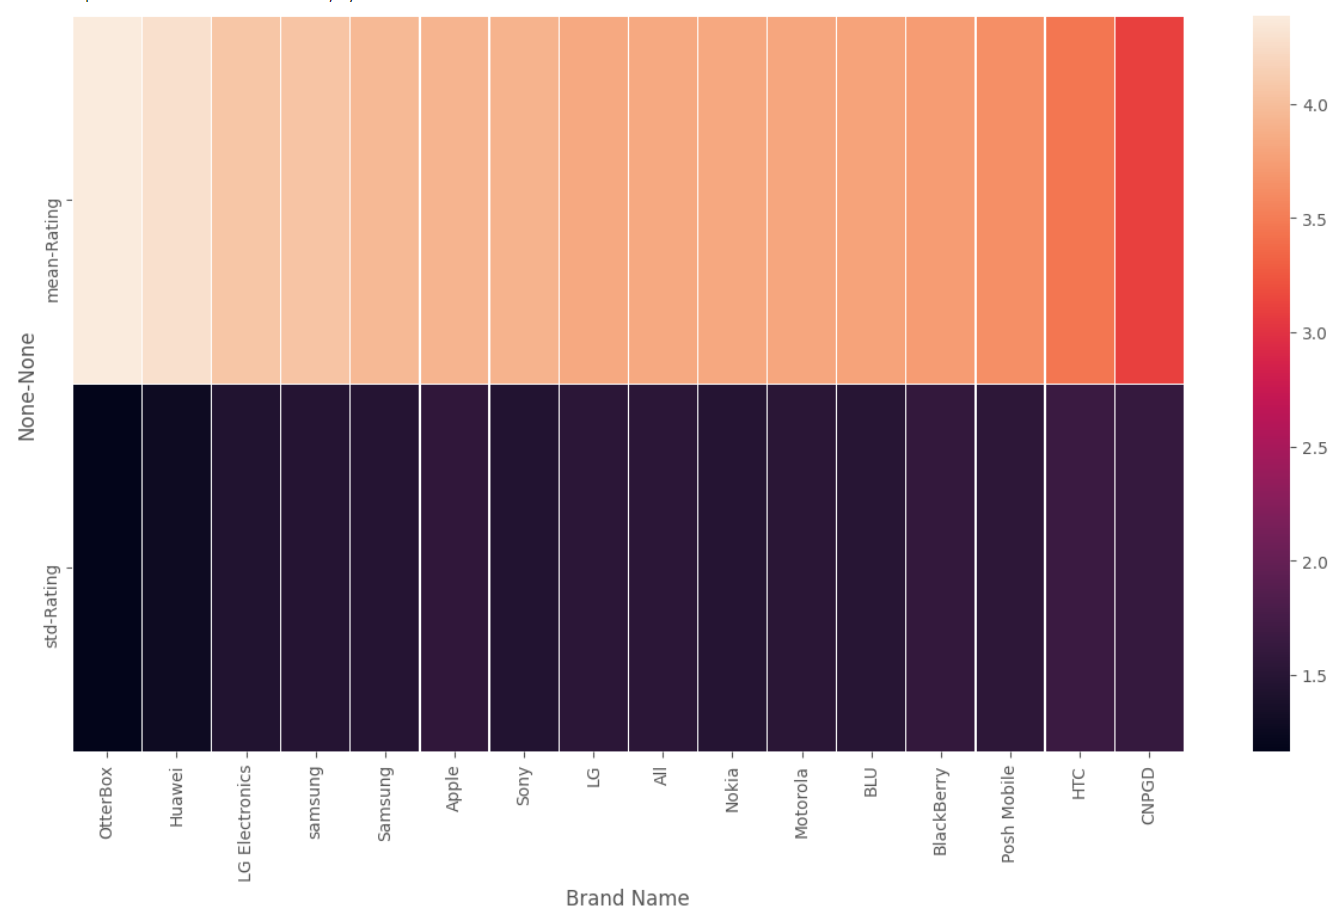 mean-Rating
std-Rating
None-None
OtterBox
Huawei
LG Electronics
samsung
Samsung
Apple
Sony
LG
All
Nokia
Motorola
BLU
BlackBerry
Posh Mobile
HTC
CNPGD
Brand Name
4.0
3.5
3.0
2.5
2.0
1.5